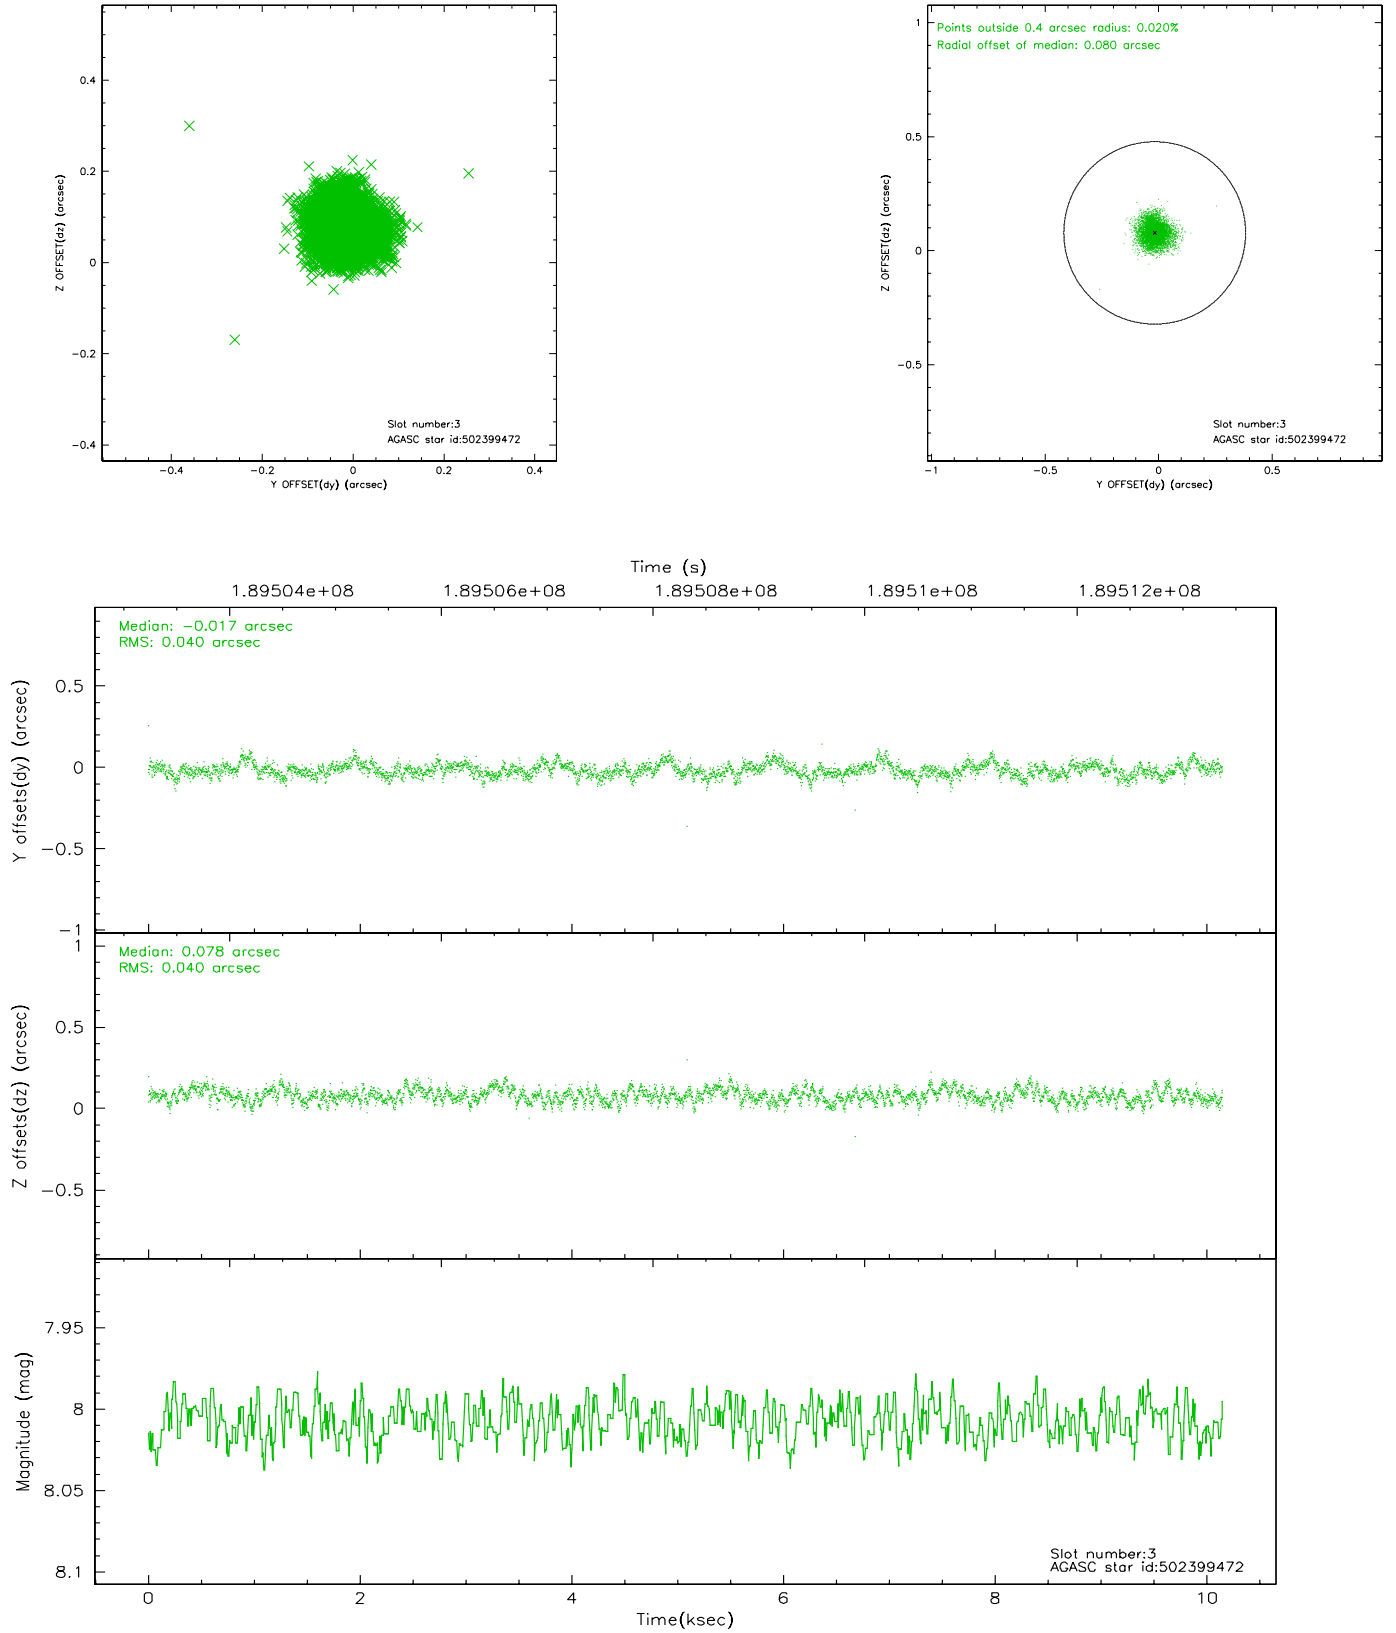 0.4
0.2
0
−0.2
−0.4
Z OFFSET(dz) (arcsec)
Slot number:3
AGASC star id:502399472
−0.4 −0.2 0 0.2 0.4
Y OFFSET(dy) (arcsec)
Points outside 0.4 arcsec radius: 0.020%
Radial offset of median: 0.080 arcsec
1
0.5
0
−0.5
Z OFFSET(dz) (arcsec)
Slot number:3
AGASC star id:502399472
−1 −0.5 0 0.5
Y OFFSET(dy) (arcsec)
Time (s)
1.89504e+08 1.89506e+08 1.89508e+08 1.8951e+08 1.89512e+08
Median: −0.017 arcsec
RMS: 0.040 arcsec
0.5
0
−0.5
−1
Y offsets(dy) (arcsec)
Median: 0.078 arcsec
RMS: 0.040 arcsec
1
0.5
0
−0.5
Z offsets(dz) (arcsec)
7.95
8
8.05
8.1
Magnitude (mag)
Slot number:3
AGASC star id:502399472
0 2 4 6 8 10
Time(ksec)